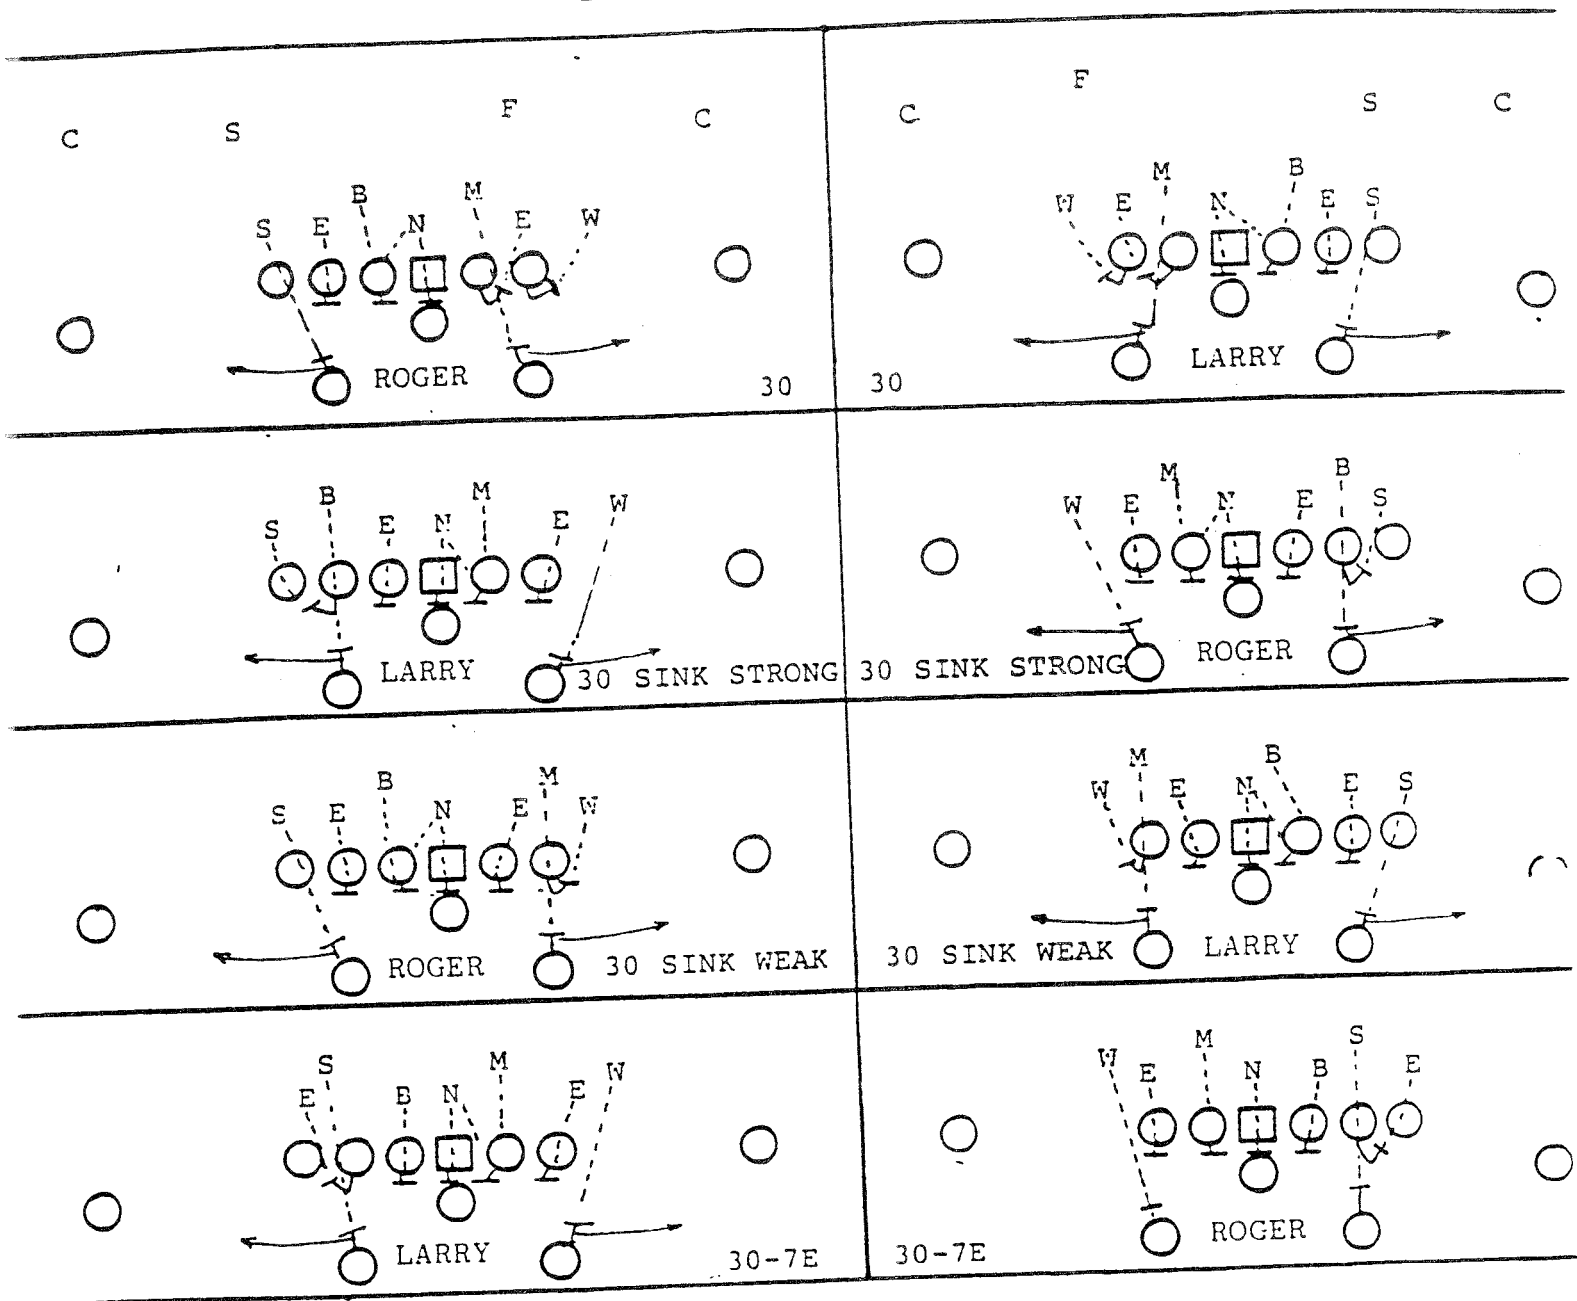 F
C S C
B M
S E N E W
ROGER
30
F
C S C
M B
W E N E S
LARRY
30
B M W
S E N E
LARRY
30 SINK STRONG
B
M
W E N E S
ROGER
30 SINK STRONG
B M
S E N E W
ROGER
30 SINK WEAK
M B
W E N E S
LARRY
30 SINK WEAK
S M W
E B N E
LARRY
30-7E
W M S
E N B E
ROGER
30-7E